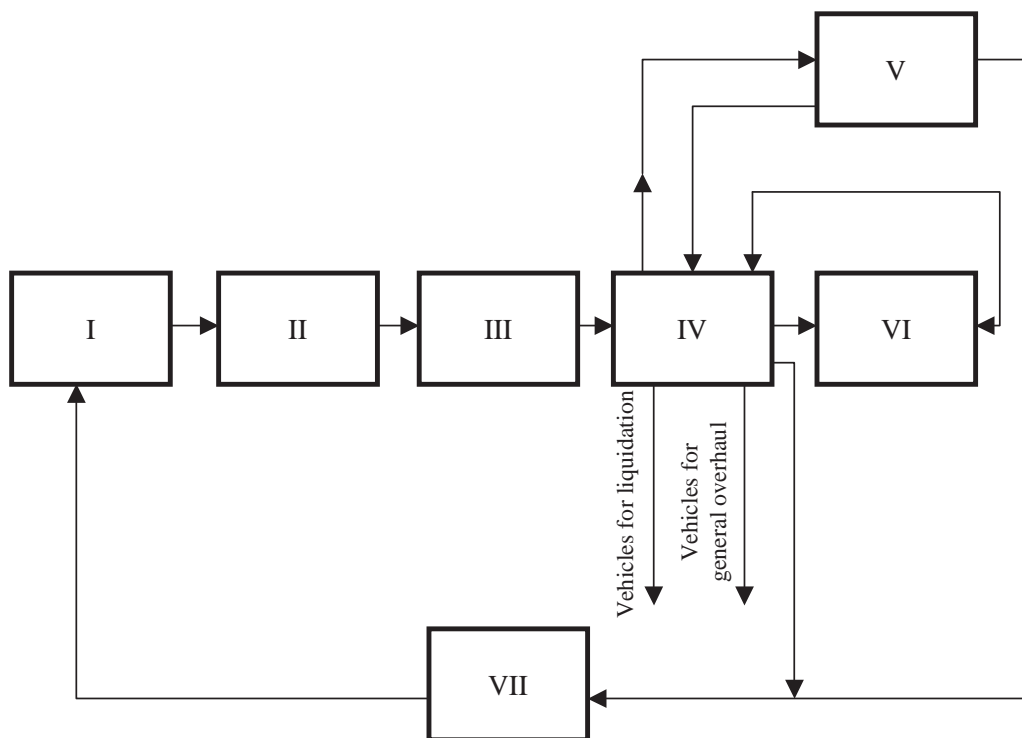 V
I
II
III
IV
VI
Vehicles for liquidation
Vehicles for
general overhaul
VII